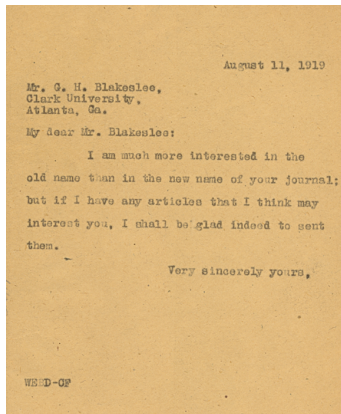 August 11, 1919
Mr. G. H. Blakeslee,
Clark University,
Atlanta, Ga.
My dear Mr. Blakeslee:
I am much more interested in the
old name than in the new name of your journal;
but if I have any articles that I think may
interest you, I shall be glad indeed to sent
them.
Very sincerely yours,
WEBD-CF